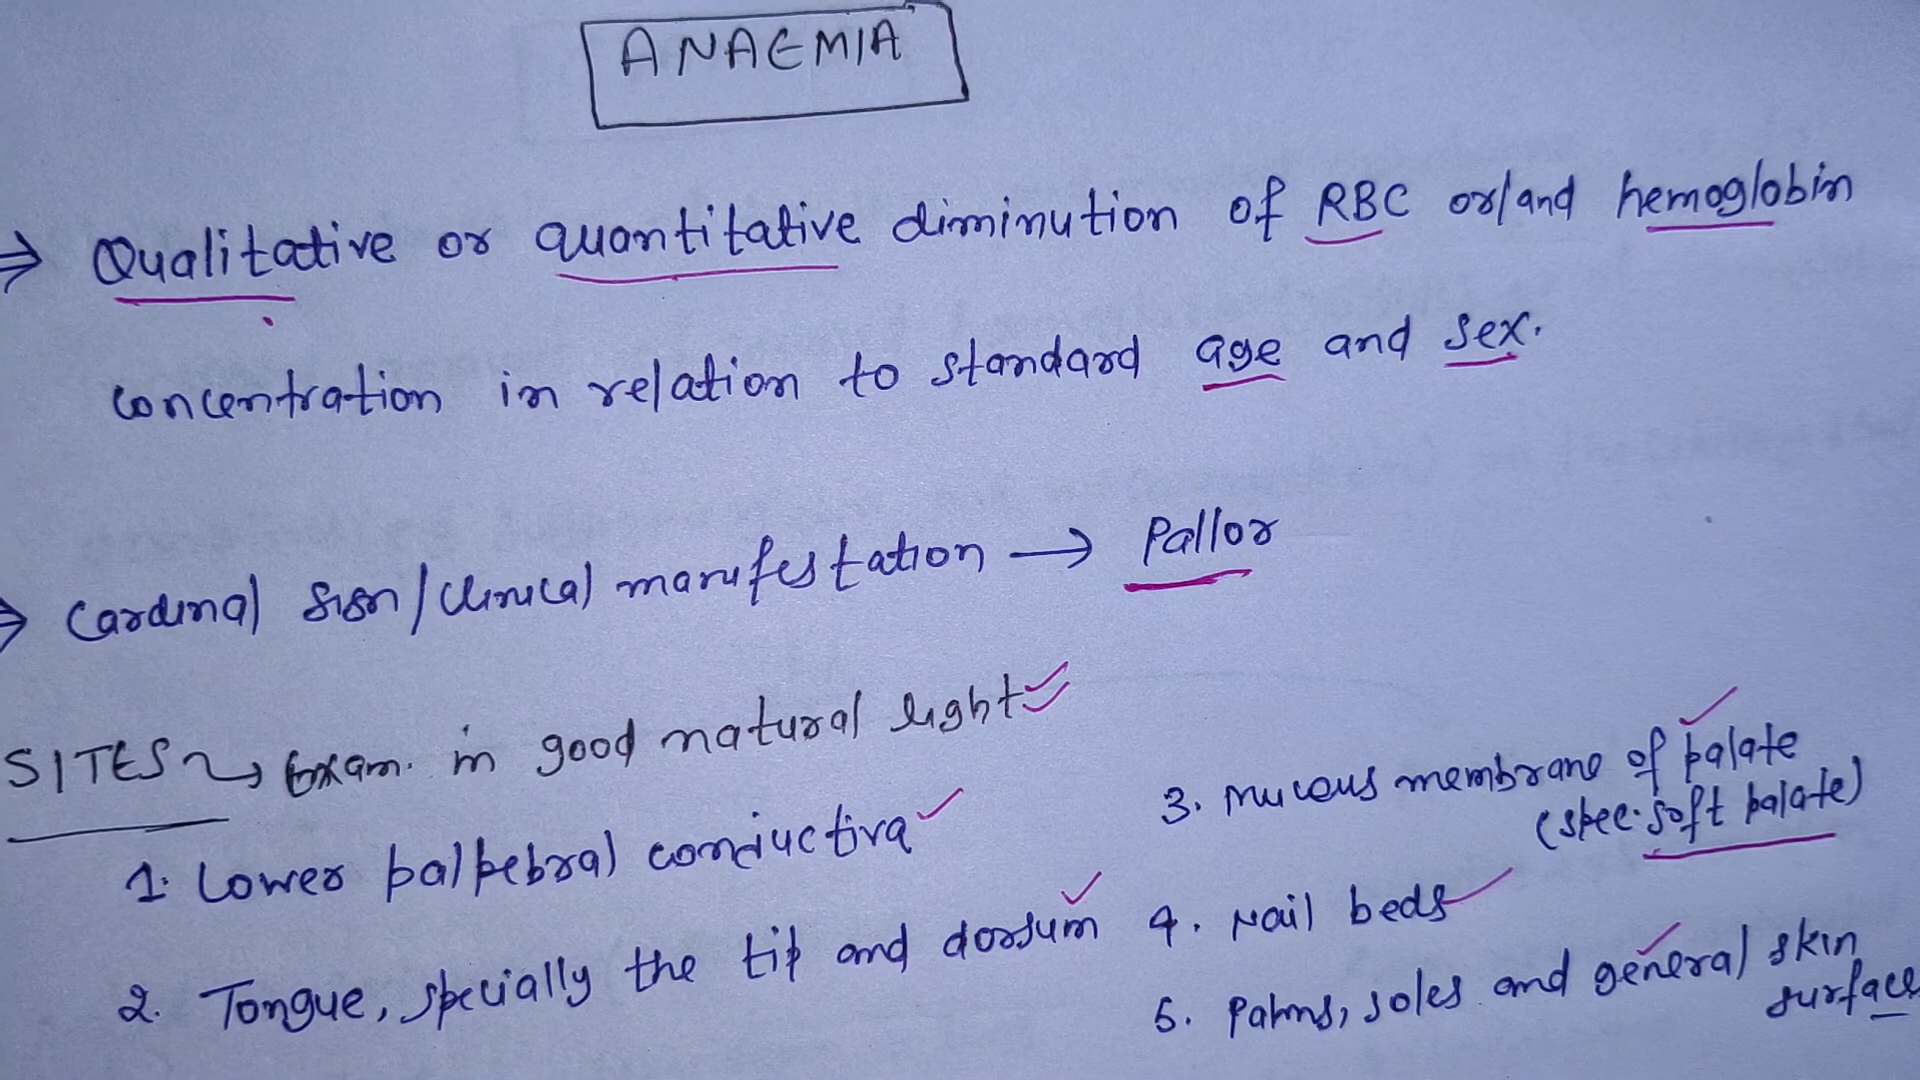 ANAEMIA
⇒ Qualitative or quantitative diminution of RBC or/and hemoglobin
concentration in relation to standard age and sex.
⇒ Cardinal sign/clinical manifestation → Pallor
SITES ⤳ Exam. in good natural light
1. Lower palpebral conjuctiva
2. Tongue, specially the tip and dorsum
3. Mucous membrane of palate
(spec. soft palate)
4. Nail beds
5. Palms, soles and general skin
surface